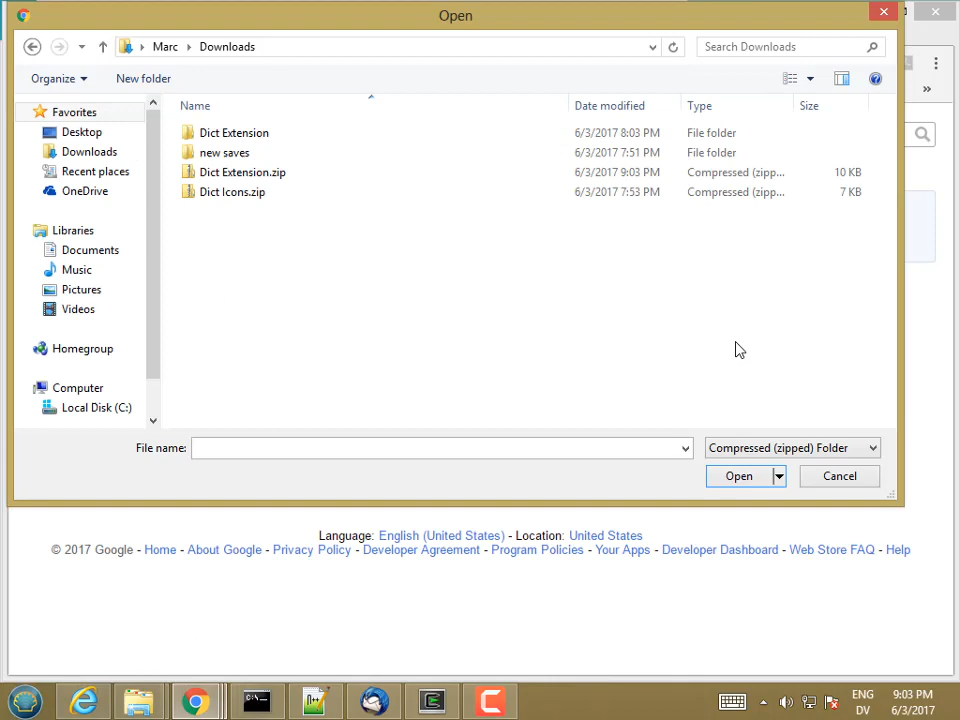 Open
Marc Downloads
Search Downloads
Organize New folder
Name Date modified Type Size
Favorites
Desktop
Downloads
Recent places
OneDrive
Libraries
Documents
Music
Pictures
Videos
Homegroup
Computer
Local Disk (C:)
Dict Extension 6/3/2017 8:03 PM File folder
new saves 6/3/2017 7:51 PM File folder
Dict Extension.zip 6/3/2017 9:03 PM Compressed (zipp... 10 KB
Dict Icons.zip 6/3/2017 7:53 PM Compressed (zipp... 7 KB
File name: Compressed (zipped) Folder
Open Cancel
Language: English (United States) - Location: United States
© 2017 Google - Home - About Google - Privacy Policy - Developer Agreement - Program Policies - Your Apps - Developer Dashboard - Web Store FAQ - Help
ENG 9:03 PM
DV 6/3/2017